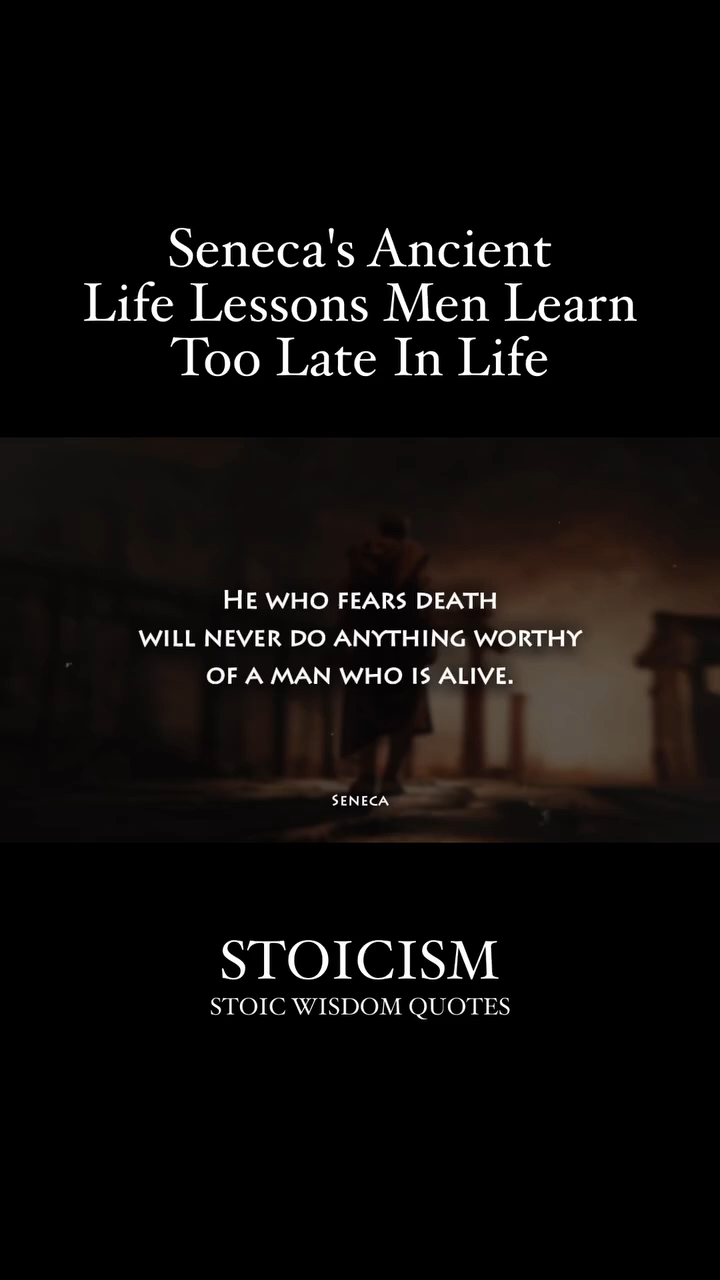 Seneca's Ancient
Life Lessons Men Learn
Too Late In Life
HE WHO FEARS DEATH
WILL NEVER DO ANYTHING WORTHY
OF A MAN WHO IS ALIVE.
SENECA
STOICISM
STOIC WISDOM QUOTES